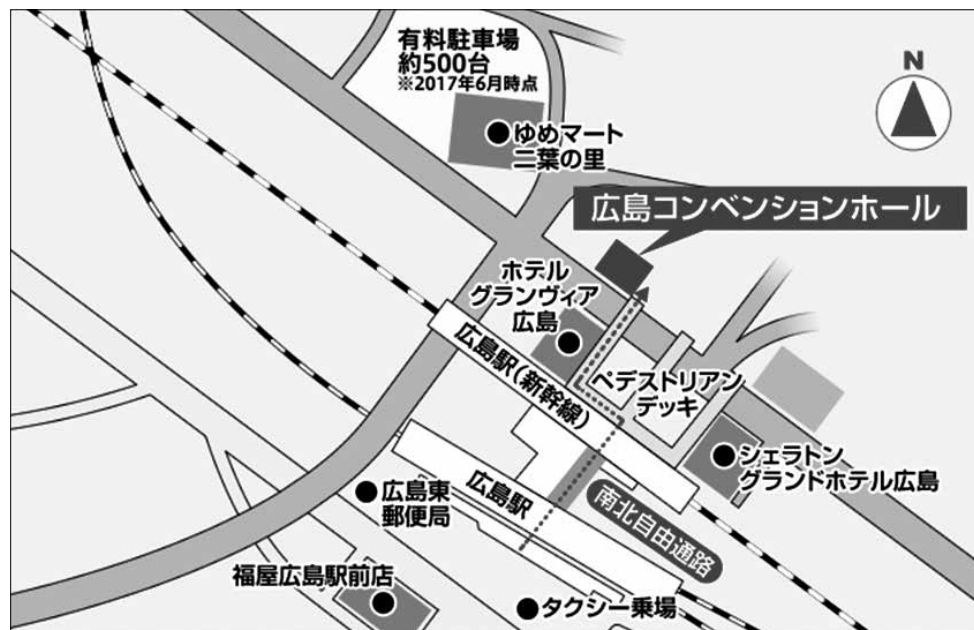 有料駐車場
約500台
※2017年6月時点
N
ゆめマート
二葉の里
広島コンベンションホール
ホテル
グランヴィア
広島
広島駅(新幹線)
ペデストリアン
デッキ
シェラトン
グランドホテル広島
広島駅
南北自由通路
広島東
郵便局
福屋広島駅前店
タクシー乗場